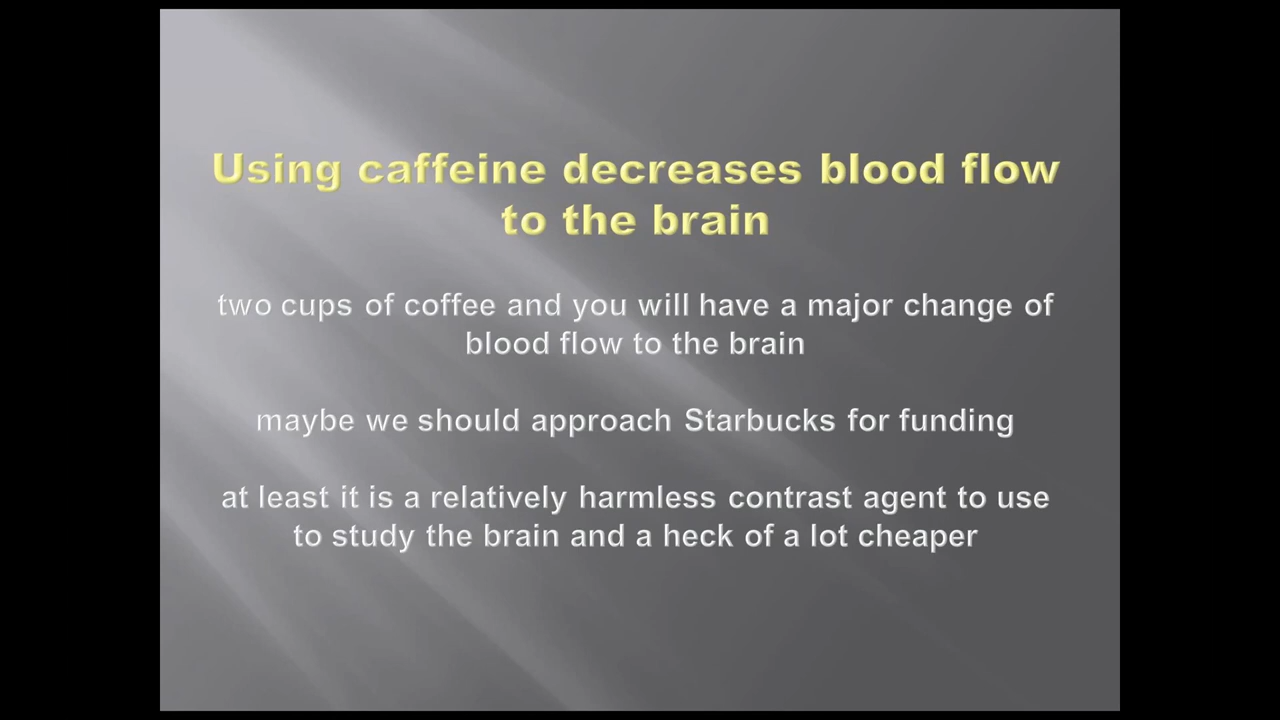 Using caffeine decreases blood flow
to the brain
two cups of coffee and you will have a major change of
blood flow to the brain
maybe we should approach Starbucks for funding
at least it is a relatively harmless contrast agent to use
to study the brain and a heck of a lot cheaper